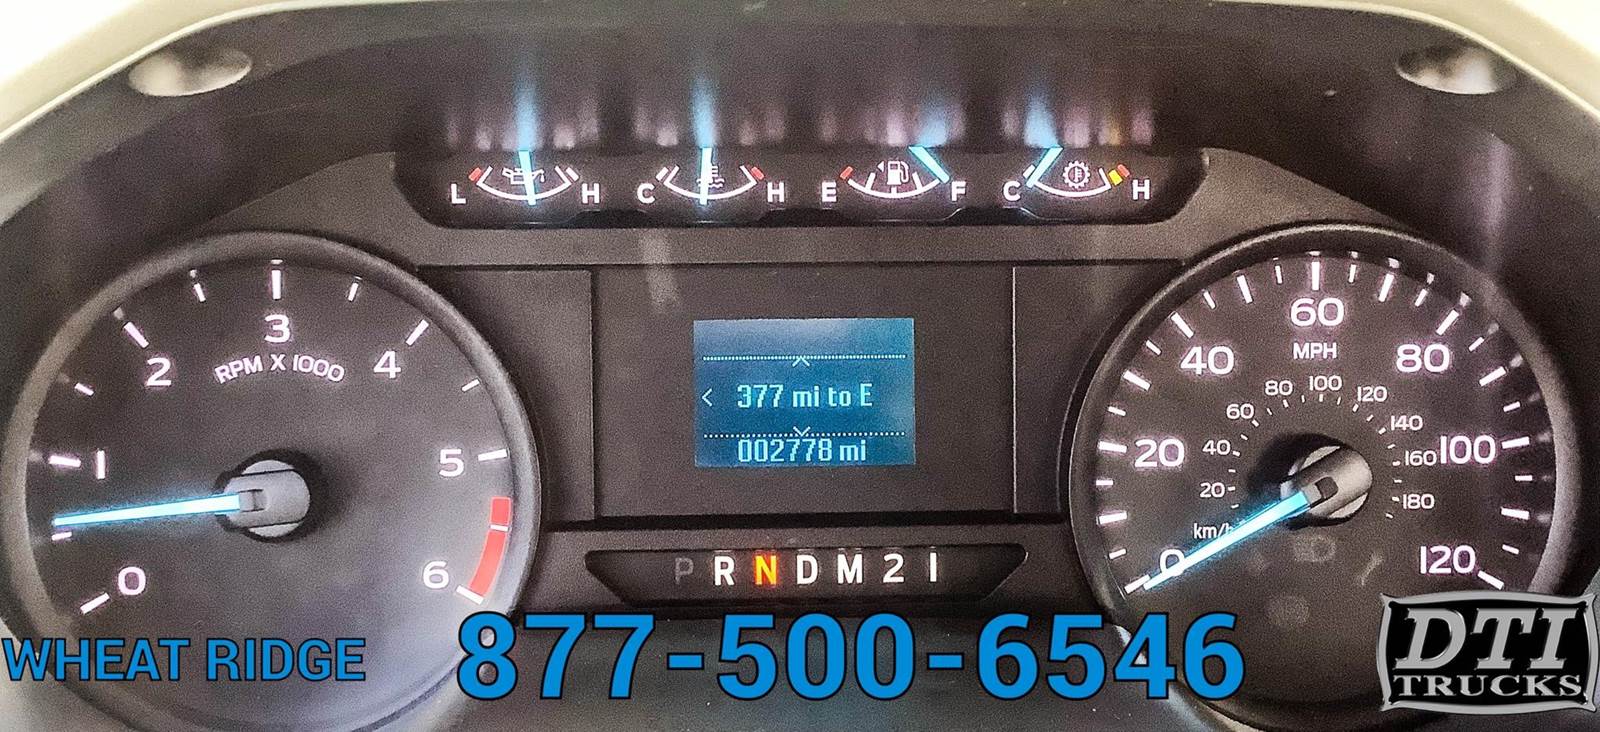 L H C H E F C H
0 1 2 3 4 5 6
RPM X 1000
377 mi to E
002778 mi
P R N D M 2 1
0 20 40 60 80 100 120
MPH
20 40 60 80 100 120 140 160 180
km/h
WHEAT RIDGE
877-500-6546
DTI
TRUCKS